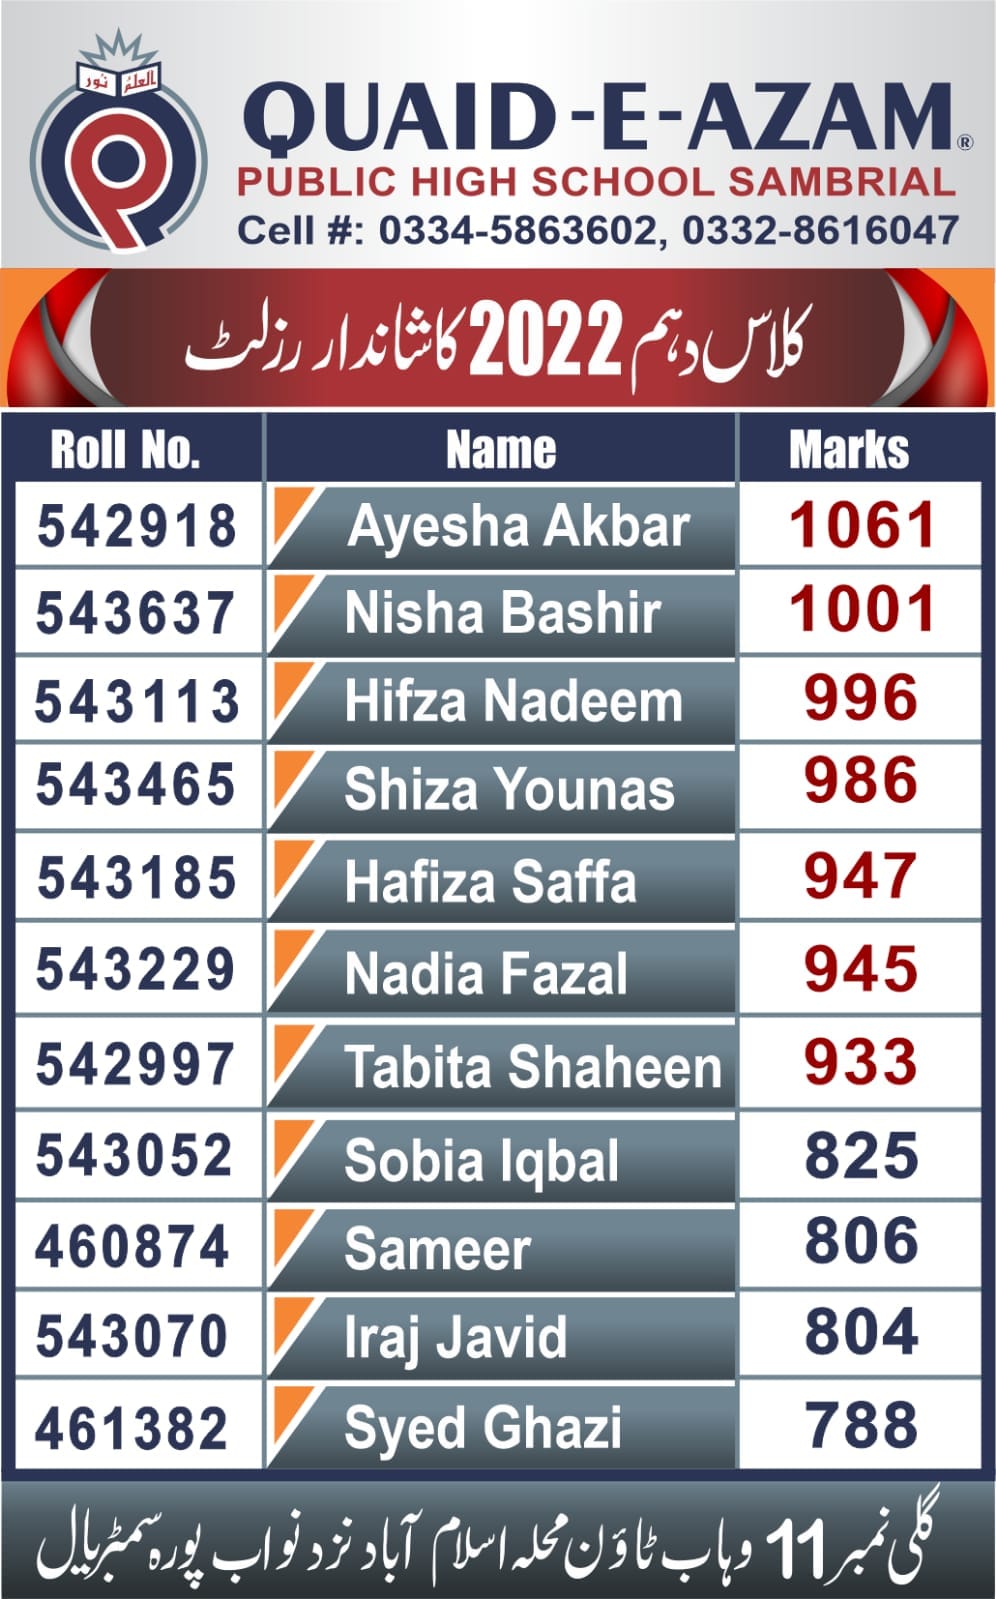 العلم نور
QUAID-E-AZAM®
PUBLIC HIGH SCHOOL SAMBRIAL
Cell #: 0334-5863602, 0332-8616047
کلاس دہم 2022 کا شاندار رزلٹ
Roll No. Name Marks
542918 Ayesha Akbar 1061
543637 Nisha Bashir 1001
543113 Hifza Nadeem 996
543465 Shiza Younas 986
543185 Hafiza Saffa 947
543229 Nadia Fazal 945
542997 Tabita Shaheen 933
543052 Sobia Iqbal 825
460874 Sameer 806
543070 Iraj Javid 804
461382 Syed Ghazi 788
گلی نمبر 11 وہاب ٹاؤن محلہ اسلام آباد نزد نواب پورہ سمبڑیال